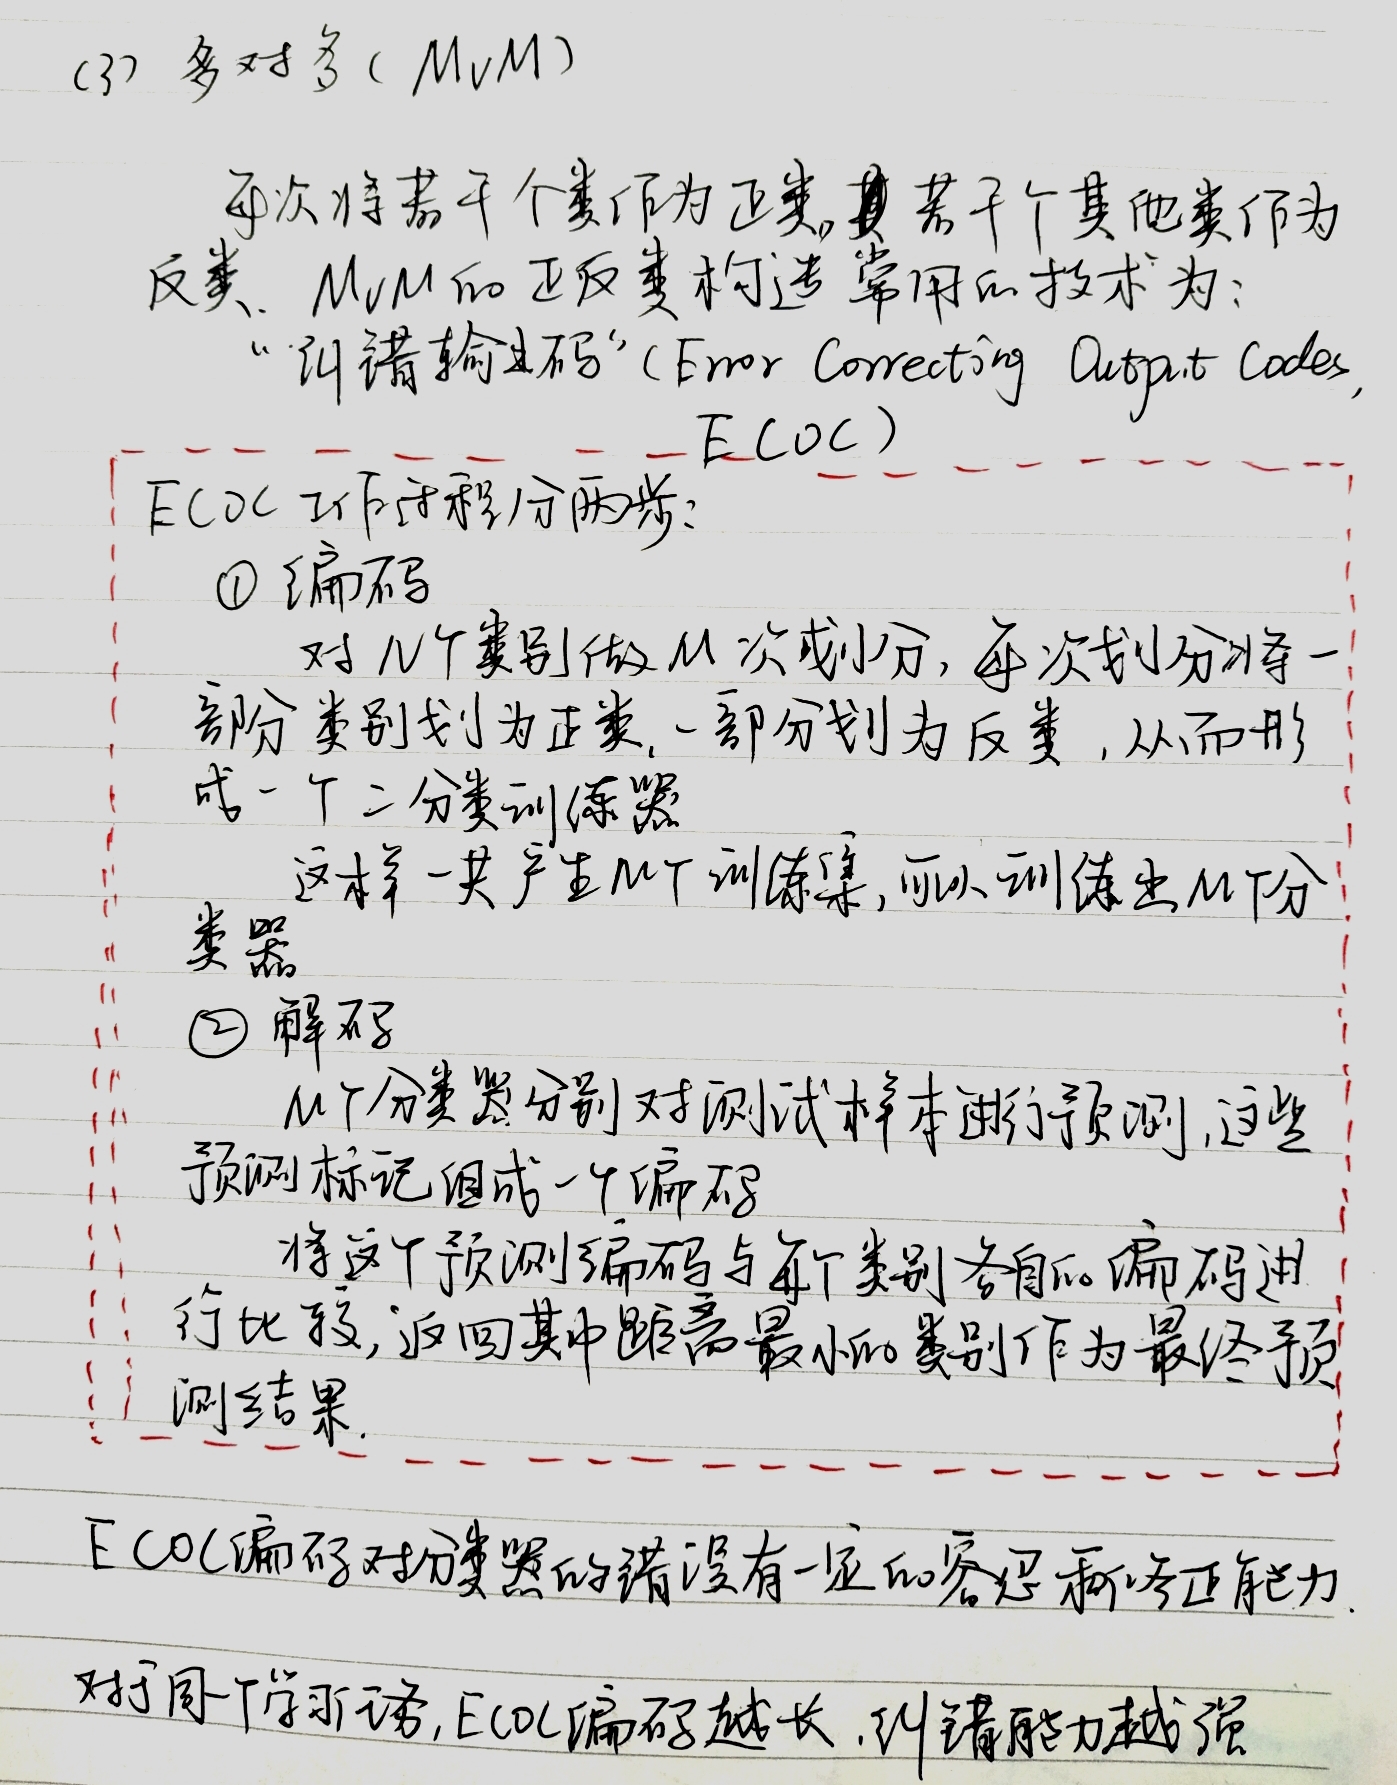 (3) 多对多(MvM)
每次将若干个类作为正类,若干个其他类作为
反类. MvM的正反类构造常用的技术为:
“纠错输出码”(Error Correcting Output Codes,
ECOC)
ECOC工作过程分两步:
① 编码
对N个类别做M次划分,每次划分将一
部分类别划为正类,一部分划为反类,从而形
成一个二分类训练器
这样一共产生M个训练集,可以训练出M个分
类器
② 解码
M个分类器分别对测试样本进行预测,这些
预测标记组成一个编码
将这个预测编码与每个类别各自的编码进
行比较,返回其中距离最小的类别作为最终预
测结果.
ECOC编码对分类器的错没有一定的容忍和修正能力.
对于同一个学习任务,ECOC编码越长,纠错能力越强